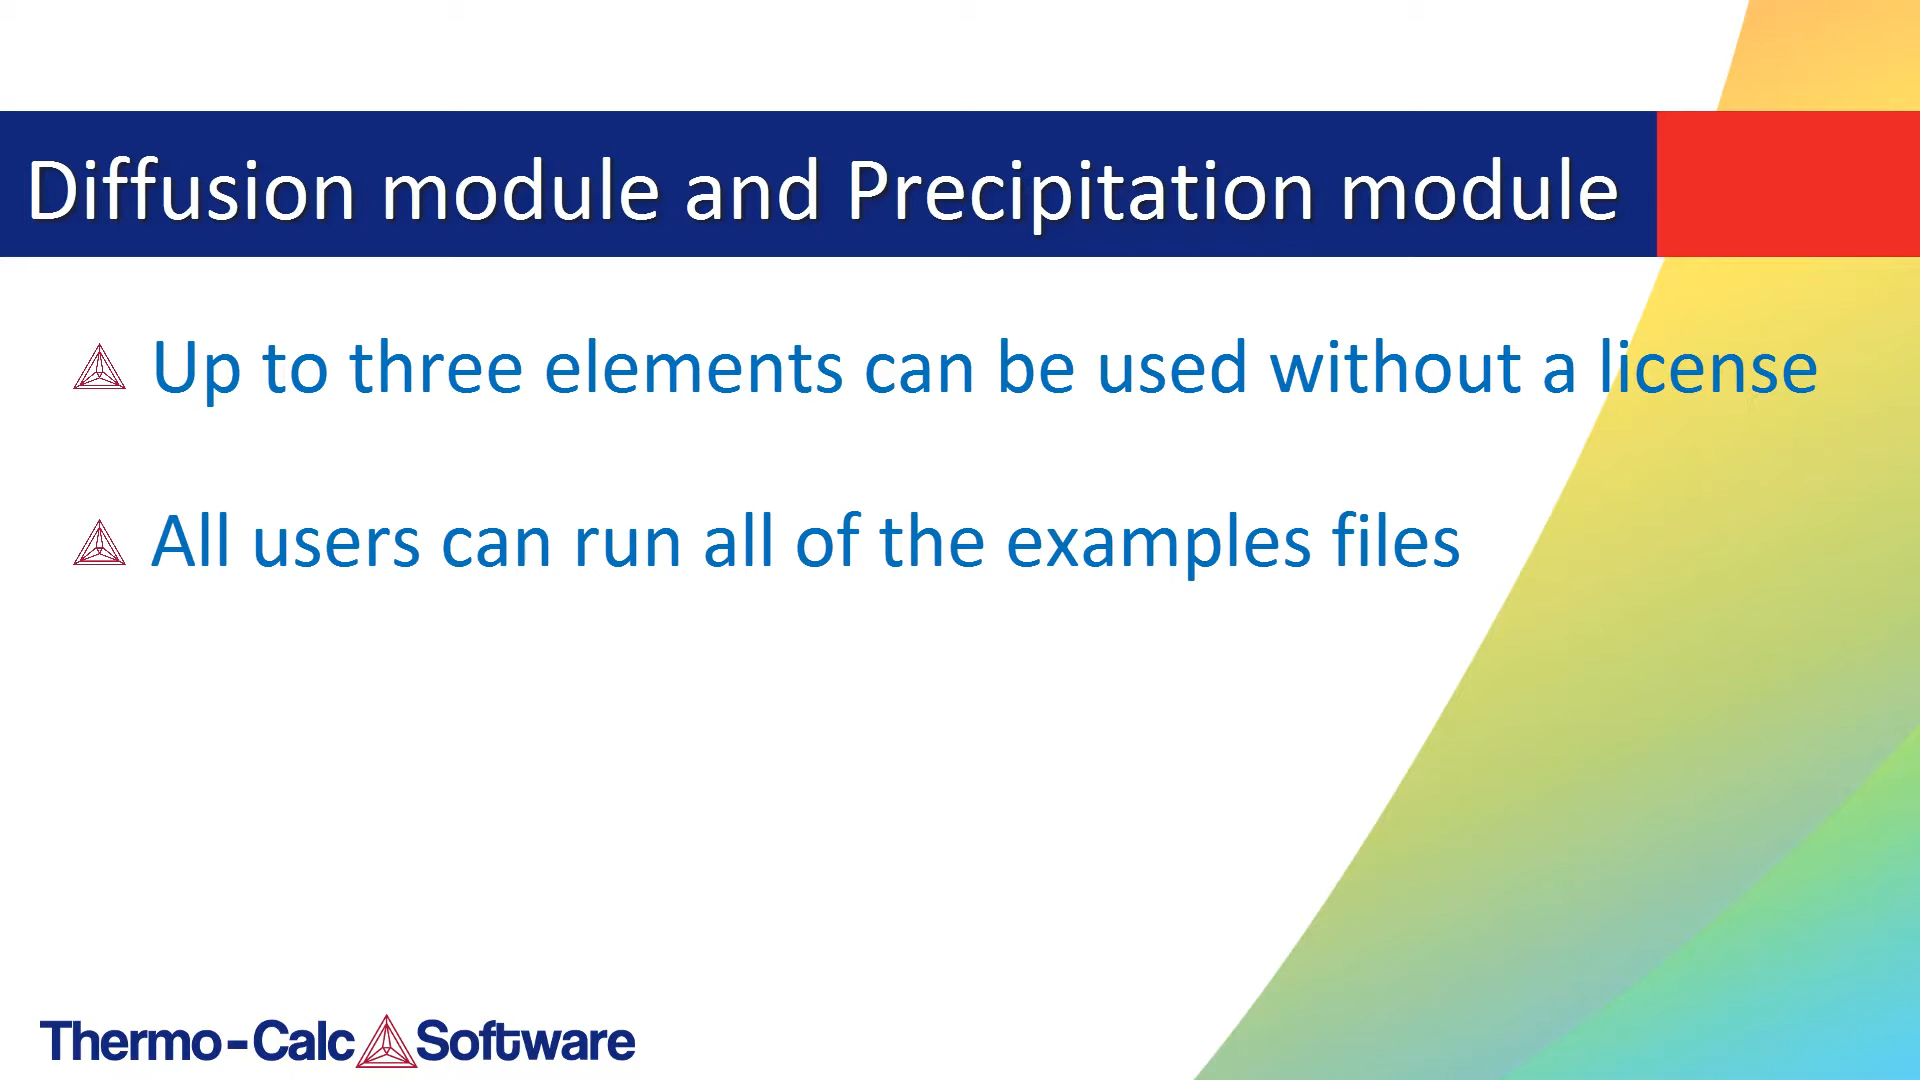 Diffusion module and Precipitation module
Up to three elements can be used without a license
All users can run all of the examples files
Thermo-Calc Software